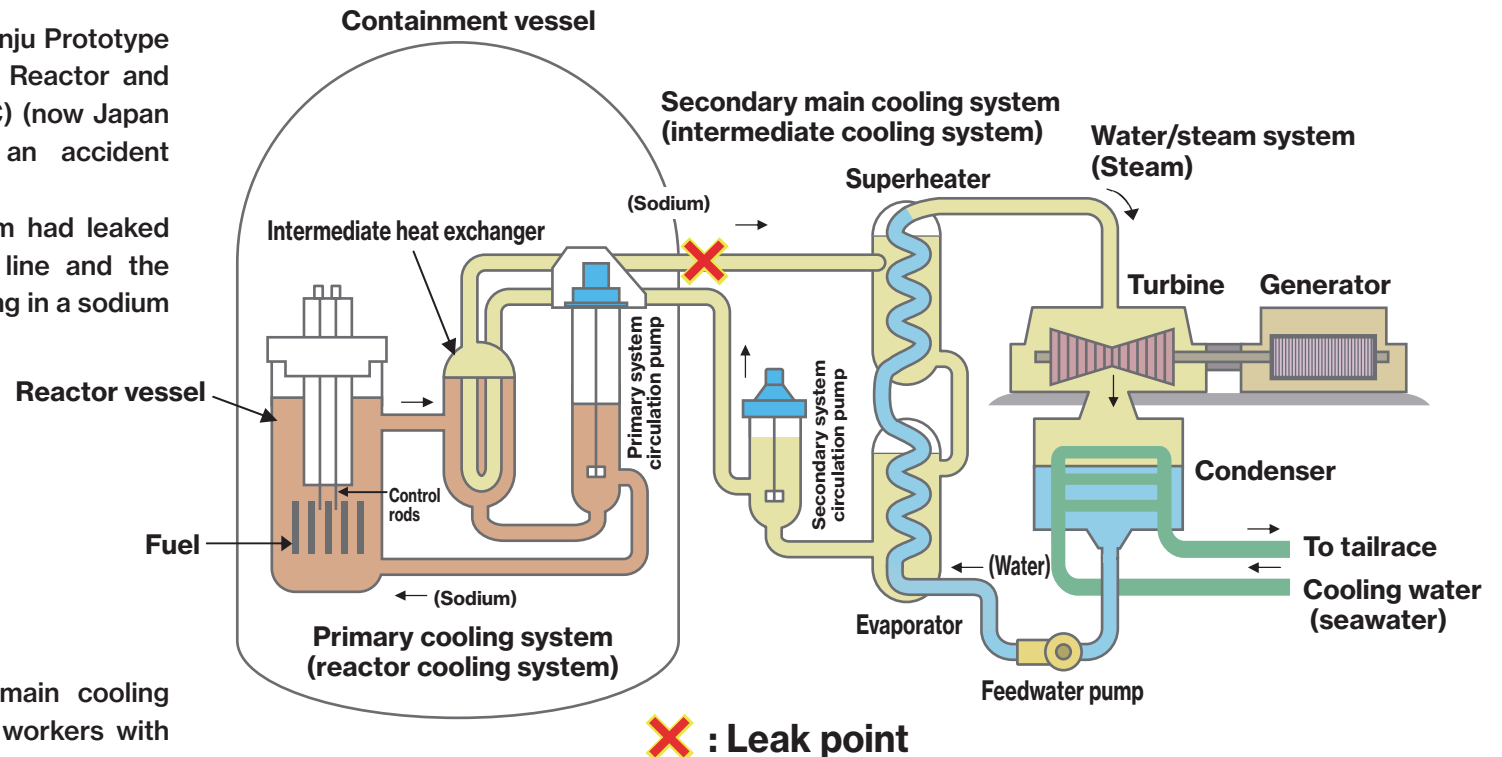 nju Prototype
Reactor and
C) (now Japan
an accident
m had leaked
line and the
ng in a sodium
main cooling
workers with
Containment vessel
Secondary main cooling system
(intermediate cooling system)
Water/steam system
(Steam)
Superheater
(Sodium)
Intermediate heat exchanger
Turbine
Generator
Reactor vessel
Primary system
circulation pump
Secondary system
circulation pump
Condenser
Control
rods
Fuel
To tailrace
(Water)
Cooling water
(seawater)
(Sodium)
Evaporator
Primary cooling system
(reactor cooling system)
Feedwater pump
: Leak point